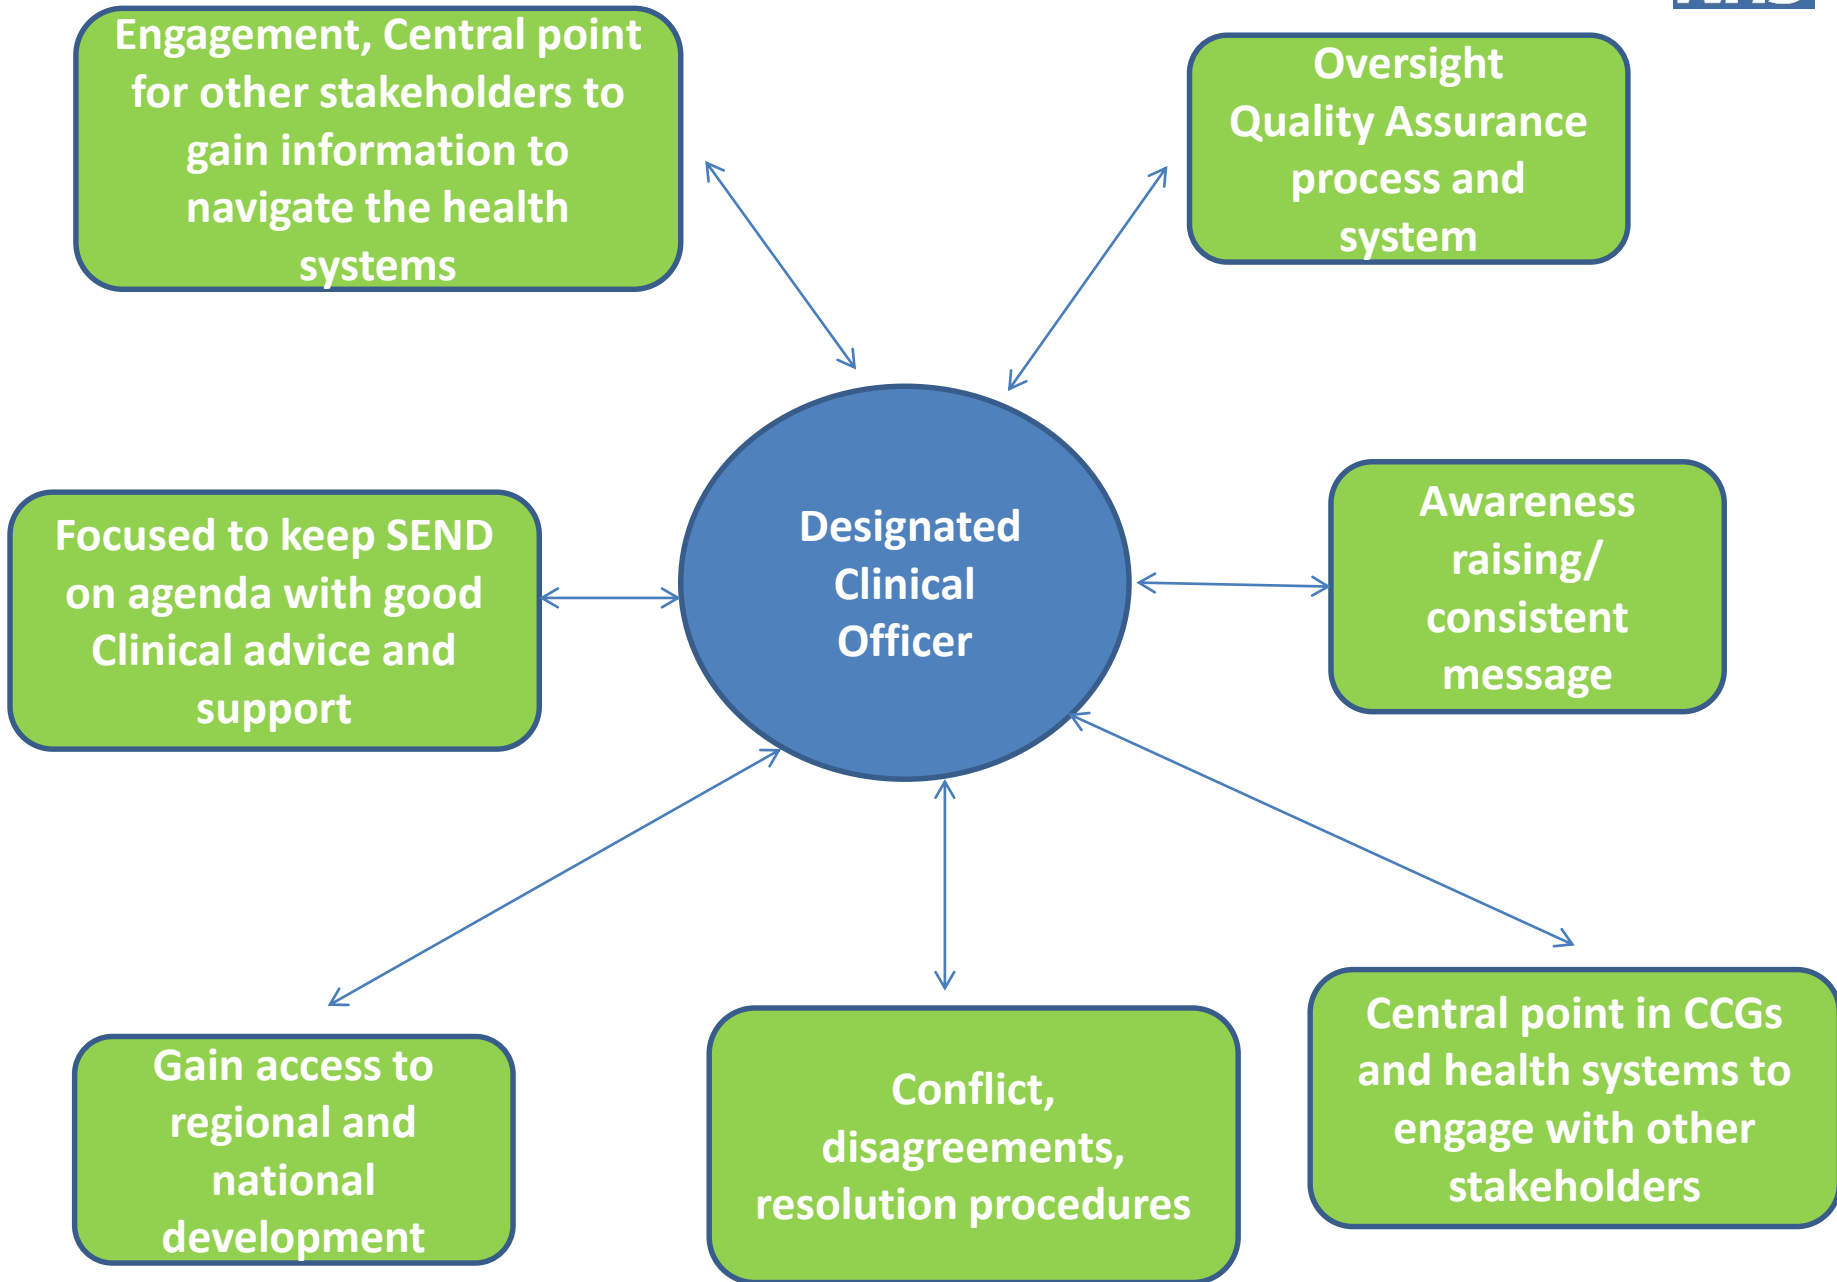 NHS
Engagement, Central point
for other stakeholders to
gain information to
navigate the health
systems
Oversight
Quality Assurance
process and
system
Designated
Clinical
Officer
Focused to keep SEND
on agenda with good
Clinical advice and
support
Awareness
raising/
consistent
message
Gain access to
regional and
national
development
Conflict,
disagreements,
resolution procedures
Central point in CCGs
and health systems to
engage with other
stakeholders